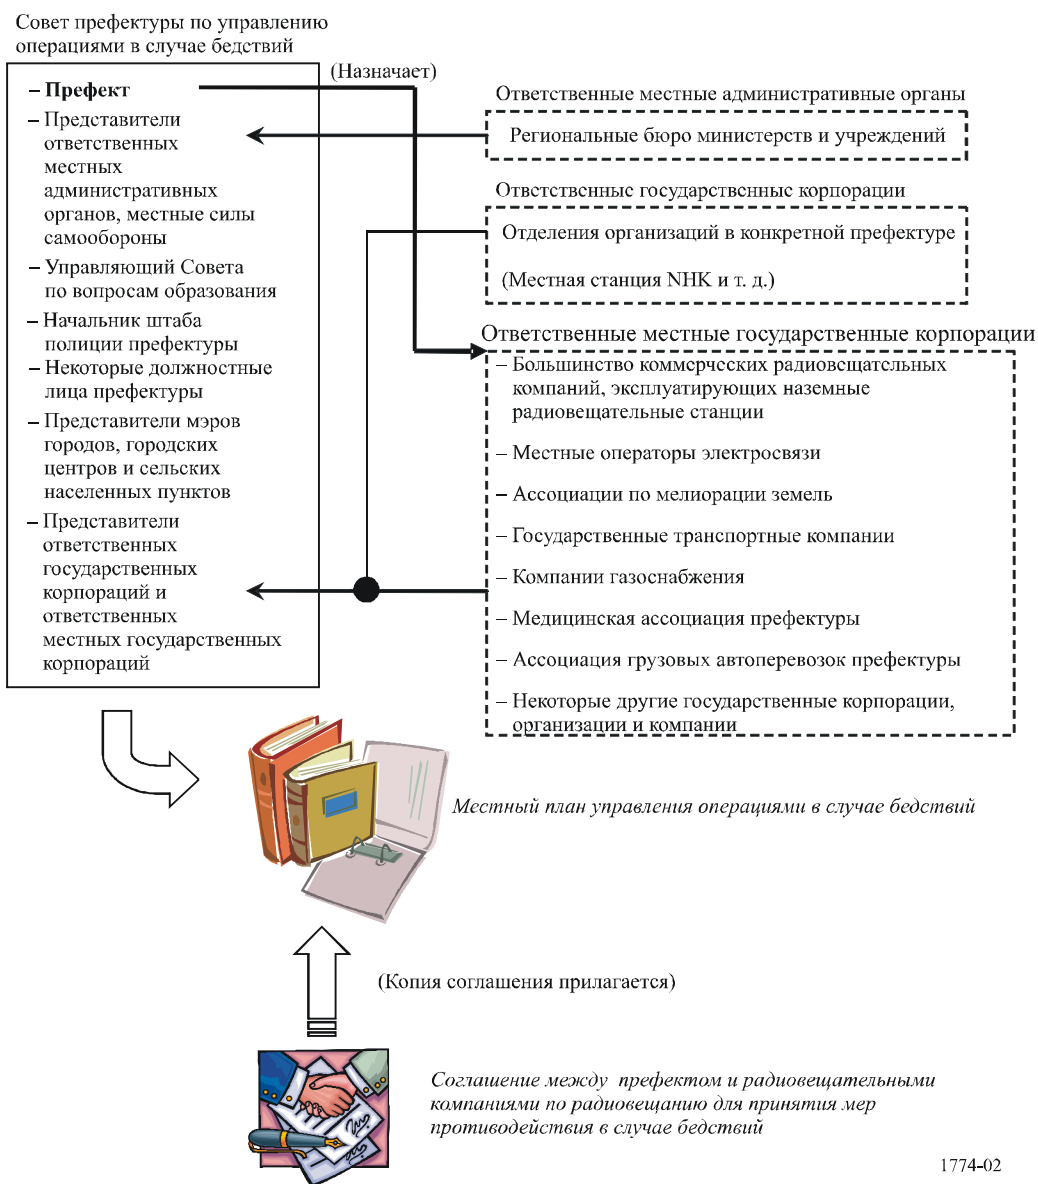 Совет префектуры по управлению
операциями в случае бедствий
(Назначает)
– Префект
– Представители
ответственных
местных
административных
органов, местные силы
самообороны
– Управляющий Совета
по вопросам образования
– Начальник штаба
полиции префектуры
– Некоторые должностные
лица префектуры
– Представители мэров
городов, городских
центров и сельских
населенных пунктов
– Представители
ответственных
государственных
корпораций и
ответственных
местных государственных
корпораций
Ответственные местные административные органы
Региональные бюро министерств и учреждений
Ответственные государственные корпорации
Отделения организаций в конкретной префектуре
(Местная станция NHK и т. д.)
Ответственные местные государственные корпорации
– Большинство коммерческих радиовещательных
компаний, эксплуатирующих наземные
радиовещательные станции
– Местные операторы электросвязи
– Ассоциации по мелиорации земель
– Государственные транспортные компании
– Компании газоснабжения
– Медицинская ассоциация префектуры
– Ассоциация грузовых автоперевозок префектуры
– Некоторые другие государственные корпорации,
организации и компании
Местный план управления операциями в случае бедствий
(Копия соглашения прилагается)
Соглашение между префектом и радиовещательными
компаниями по радиовещанию для принятия мер
противодействия в случае бедствий
1774-02